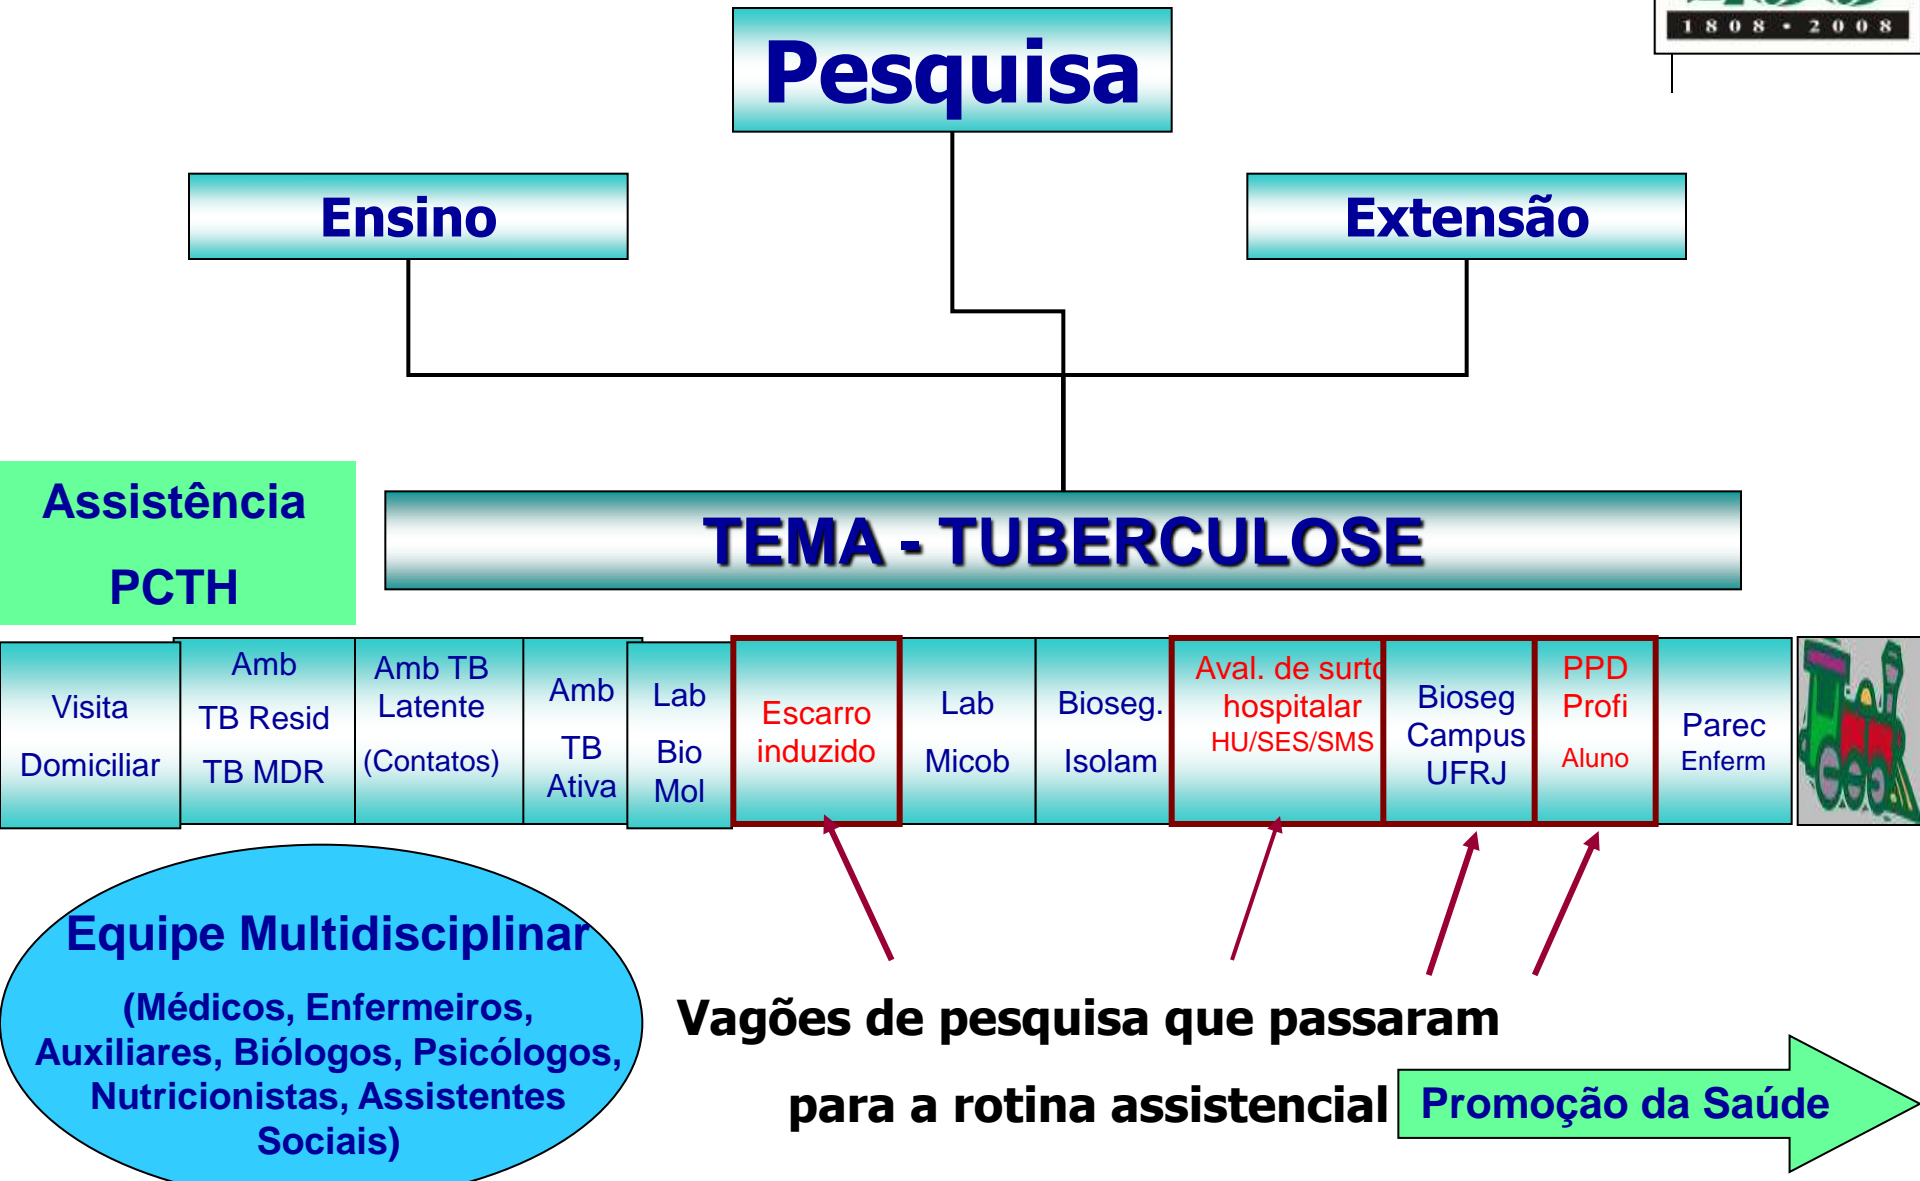 1808 • 2008
Pesquisa
Ensino
Extensão
Assistência
PCTH
TEMA - TUBERCULOSE
Visita
Domiciliar
Amb
TB Resid
TB MDR
Amb TB
Latente
(Contatos)
Amb
TB
Ativa
Lab
Bio
Mol
Escarro
induzido
Lab
Micob
Bioseg.
Isolam
Aval. de surto
hospitalar
HU/SES/SMS
Bioseg
Campus
UFRJ
PPD
Profi
Aluno
Parec
Enferm
Equipe Multidisciplinar
(Médicos, Enfermeiros,
Auxiliares, Biólogos, Psicólogos,
Nutricionistas, Assistentes
Sociais)
Vagões de pesquisa que passaram
para a rotina assistencial
Promoção da Saúde